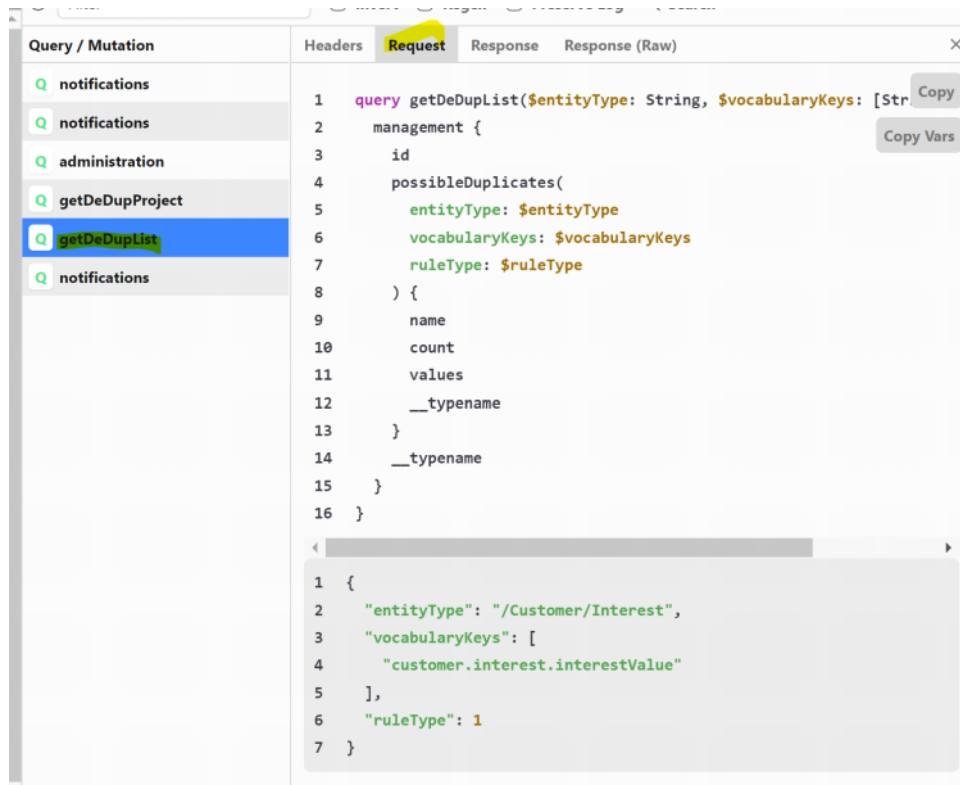 Query / Mutation
Headers Request Response Response (Raw)
Q notifications
Q notifications
Q administration
Q getDeDupProject
Q getDeDupList
Q notifications
Copy
Copy Vars
1 query getDeDupList($entityType: String, $vocabularyKeys: [Str
2 management {
3 id
4 possibleDuplicates(
5 entityType: $entityType
6 vocabularyKeys: $vocabularyKeys
7 ruleType: $ruleType
8 ) {
9 name
10 count
11 values
12 __typename
13 }
14 __typename
15 }
16 }
1 {
2 "entityType": "/Customer/Interest",
3 "vocabularyKeys": [
4 "customer.interest.interestValue"
5 ],
6 "ruleType": 1
7 }